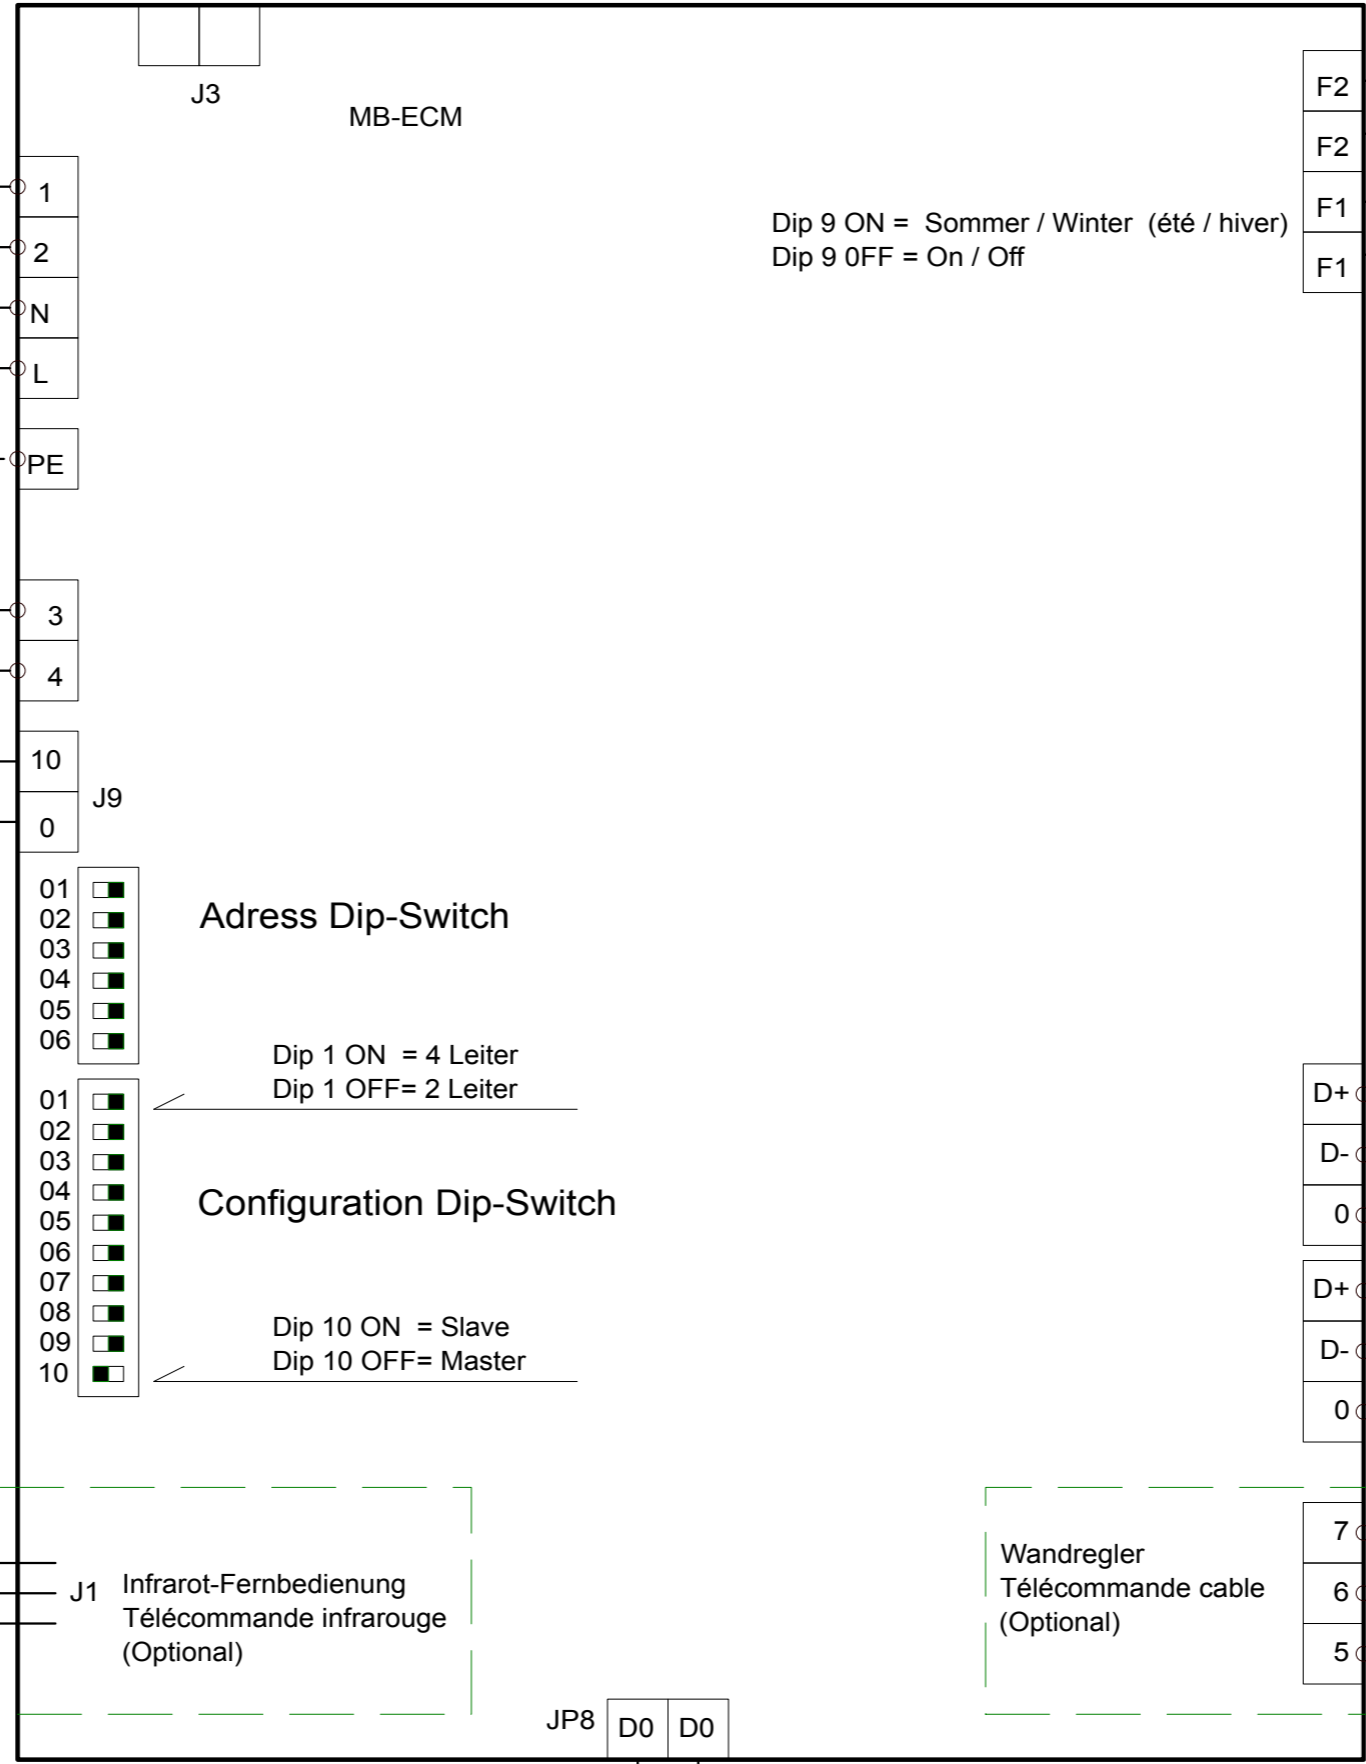 J3
MB-ECM
F2
F2
F1
F1
Dip 9 ON = Sommer / Winter (été / hiver)
Dip 9 0FF = On / Off
1
2
N
L
PE
3
4
10
0
J9
01
02
03
04
05
06
Adress Dip-Switch
Dip 1 ON = 4 Leiter
Dip 1 OFF= 2 Leiter
01
02
03
04
05
06
07
08
09
10
Configuration Dip-Switch
Dip 10 ON = Slave
Dip 10 OFF= Master
D+
D-
0
D+
D-
0
J1
Infrarot-Fernbedienung
Télécommande infrarouge
(Optional)
Wandregler
Télécommande cable
(Optional)
7
6
5
JP8
D0 D0